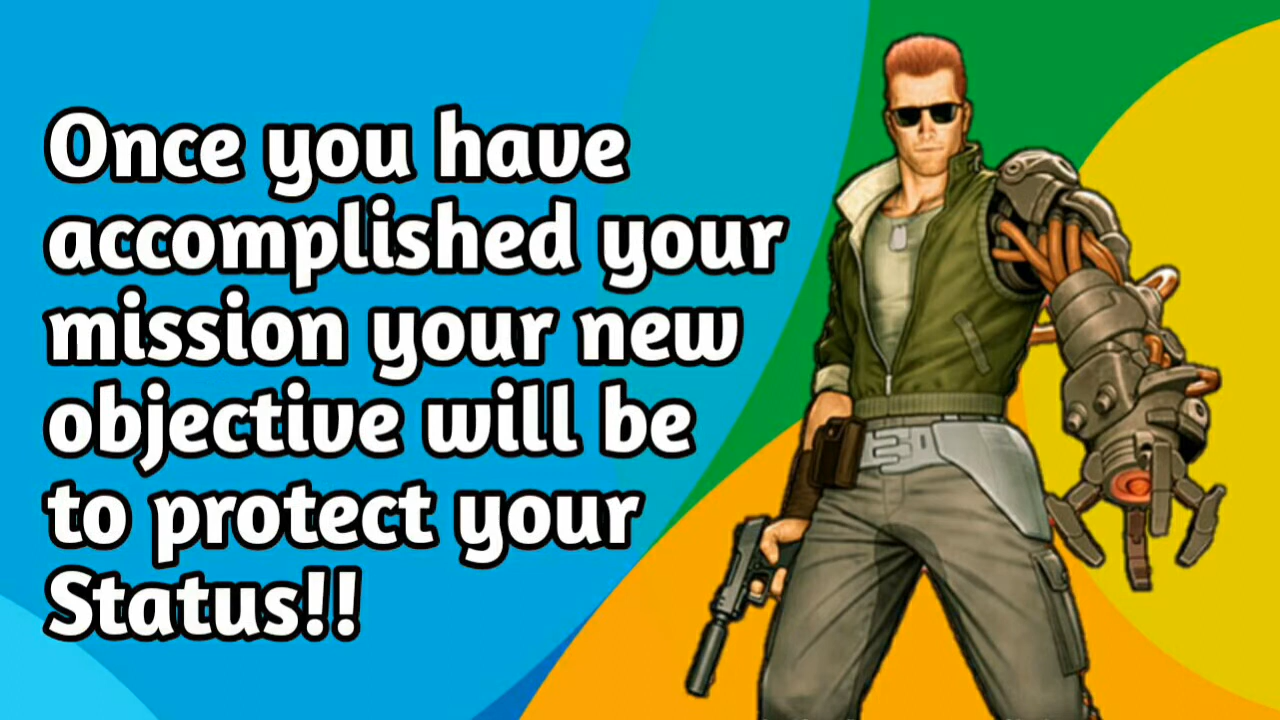 Once you have
accomplished your
mission your new
objective will be
to protect your
Status!!